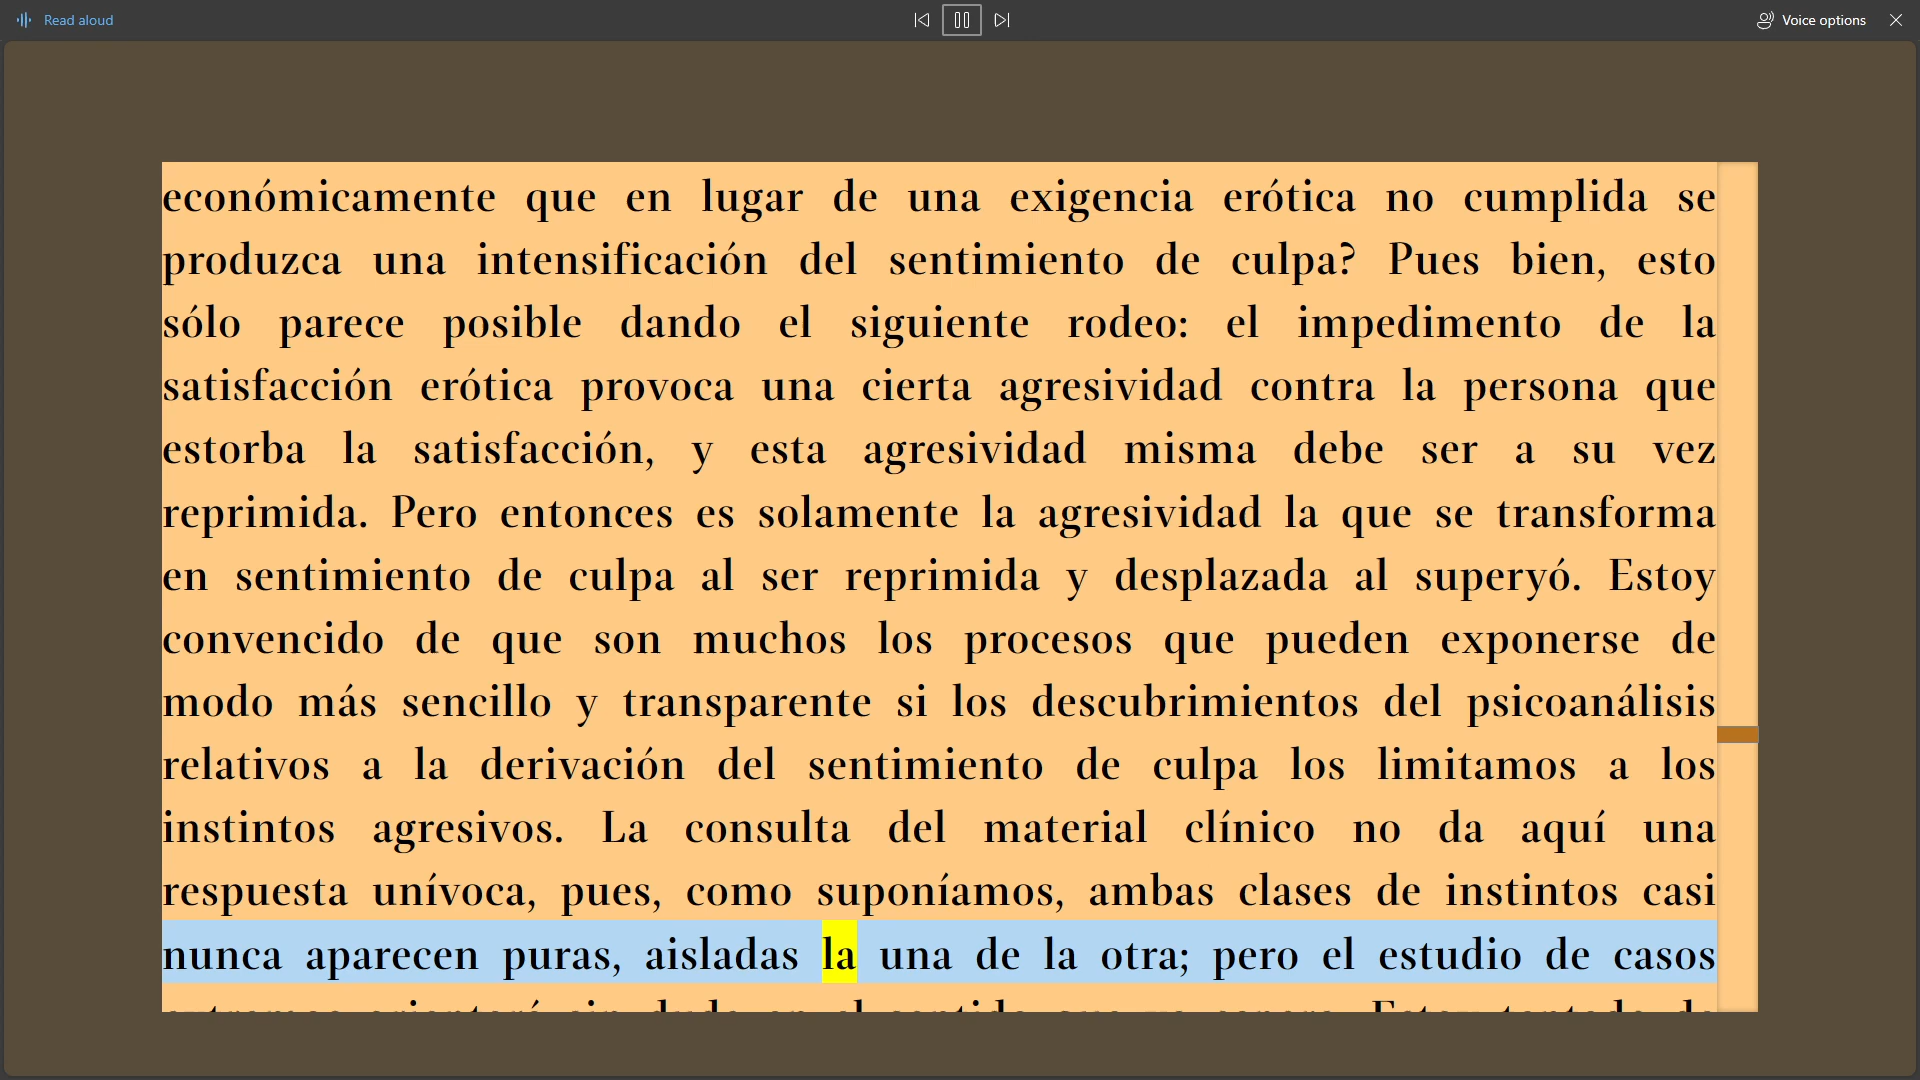 Read aloud
Voice options
económicamente que en lugar de una exigencia erótica no cumplida se
produzca una intensificación del sentimiento de culpa? Pues bien, esto
sólo parece posible dando el siguiente rodeo: el impedimento de la
satisfacción erótica provoca una cierta agresividad contra la persona que
estorba la satisfacción, y esta agresividad misma debe ser a su vez
reprimida. Pero entonces es solamente la agresividad la que se transforma
en sentimiento de culpa al ser reprimida y desplazada al superyó. Estoy
convencido de que son muchos los procesos que pueden exponerse de
modo más sencillo y transparente si los descubrimientos del psicoanálisis
relativos a la derivación del sentimiento de culpa los limitamos a los
instintos agresivos. La consulta del material clínico no da aquí una
respuesta unívoca, pues, como suponíamos, ambas clases de instintos casi
nunca aparecen puras, aisladas la una de la otra; pero el estudio de casos